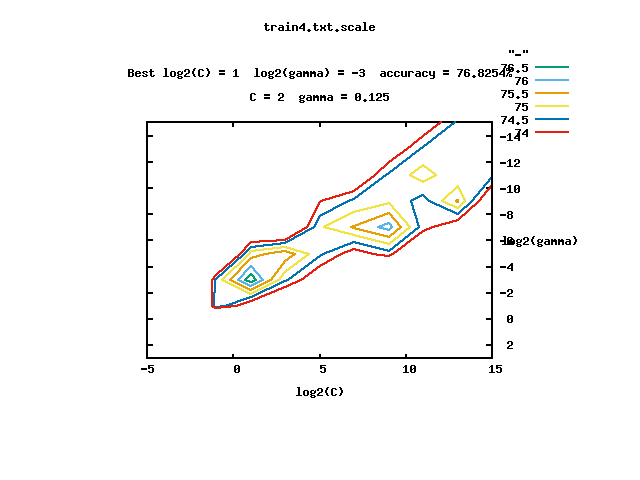 train4.txt.scale
"-"
Best log2(C) = 1  log2(gamma) = -3  accuracy = 76.8254%
C = 2  gamma = 0.125
76.5
76
75.5
75
74.5
74
-14
-12
-10
-8
-6
log2(gamma)
-4
-2
0
2
-5 0 5 10 15
log2(C)